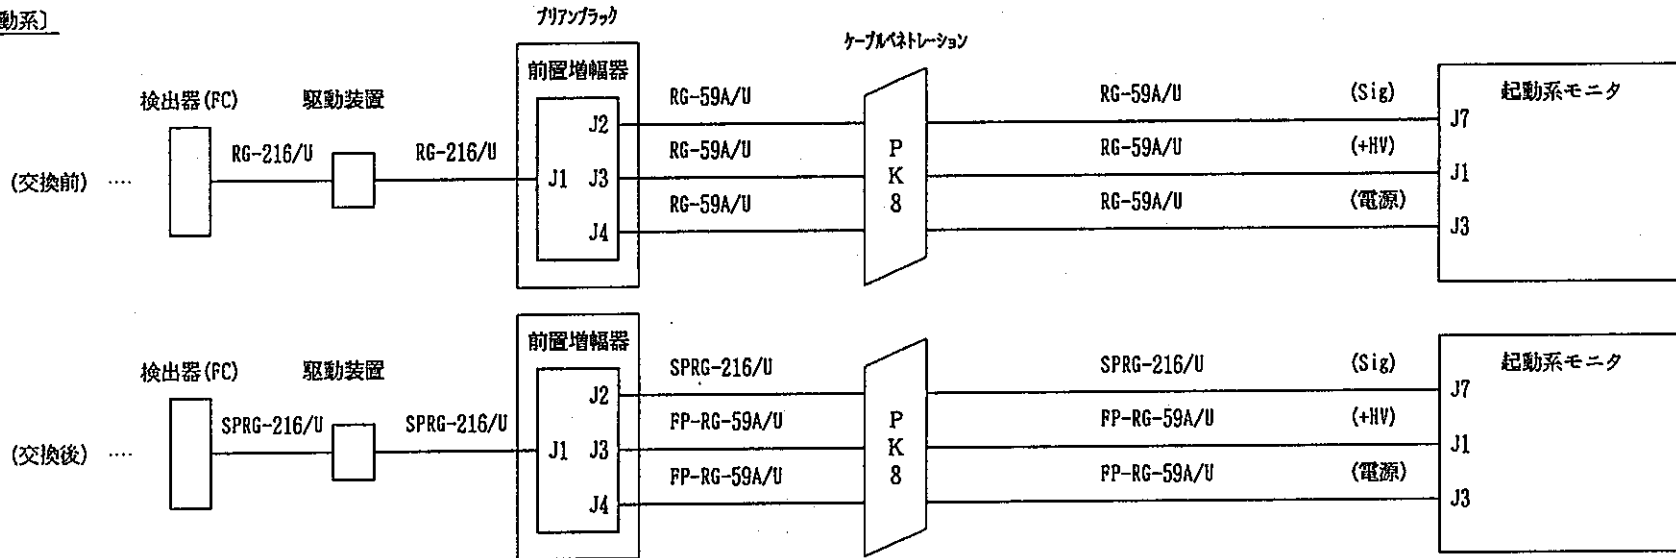 動系〕
プリアンプラック
ケーブルペネトレーション
前置増幅器
起動系モニタ
検出器(FC)
駆動装置
RG-59A/U
RG-59A/U
(Sig)
J2
J7
RG-216/U
RG-216/U
RG-59A/U
RG-59A/U
(+HV)
(交換前) ‥‥
J1
J3
P
K
8
J1
RG-59A/U
RG-59A/U
(電源)
J4
J3
前置増幅器
起動系モニタ
検出器(FC)
駆動装置
SPRG-216/U
SPRG-216/U
(Sig)
J2
J7
SPRG-216/U
SPRG-216/U
FP-RG-59A/U
FP-RG-59A/U
(+HV)
(交換後) ‥‥
J1
J3
P
K
8
J1
FP-RG-59A/U
FP-RG-59A/U
(電源)
J4
J3